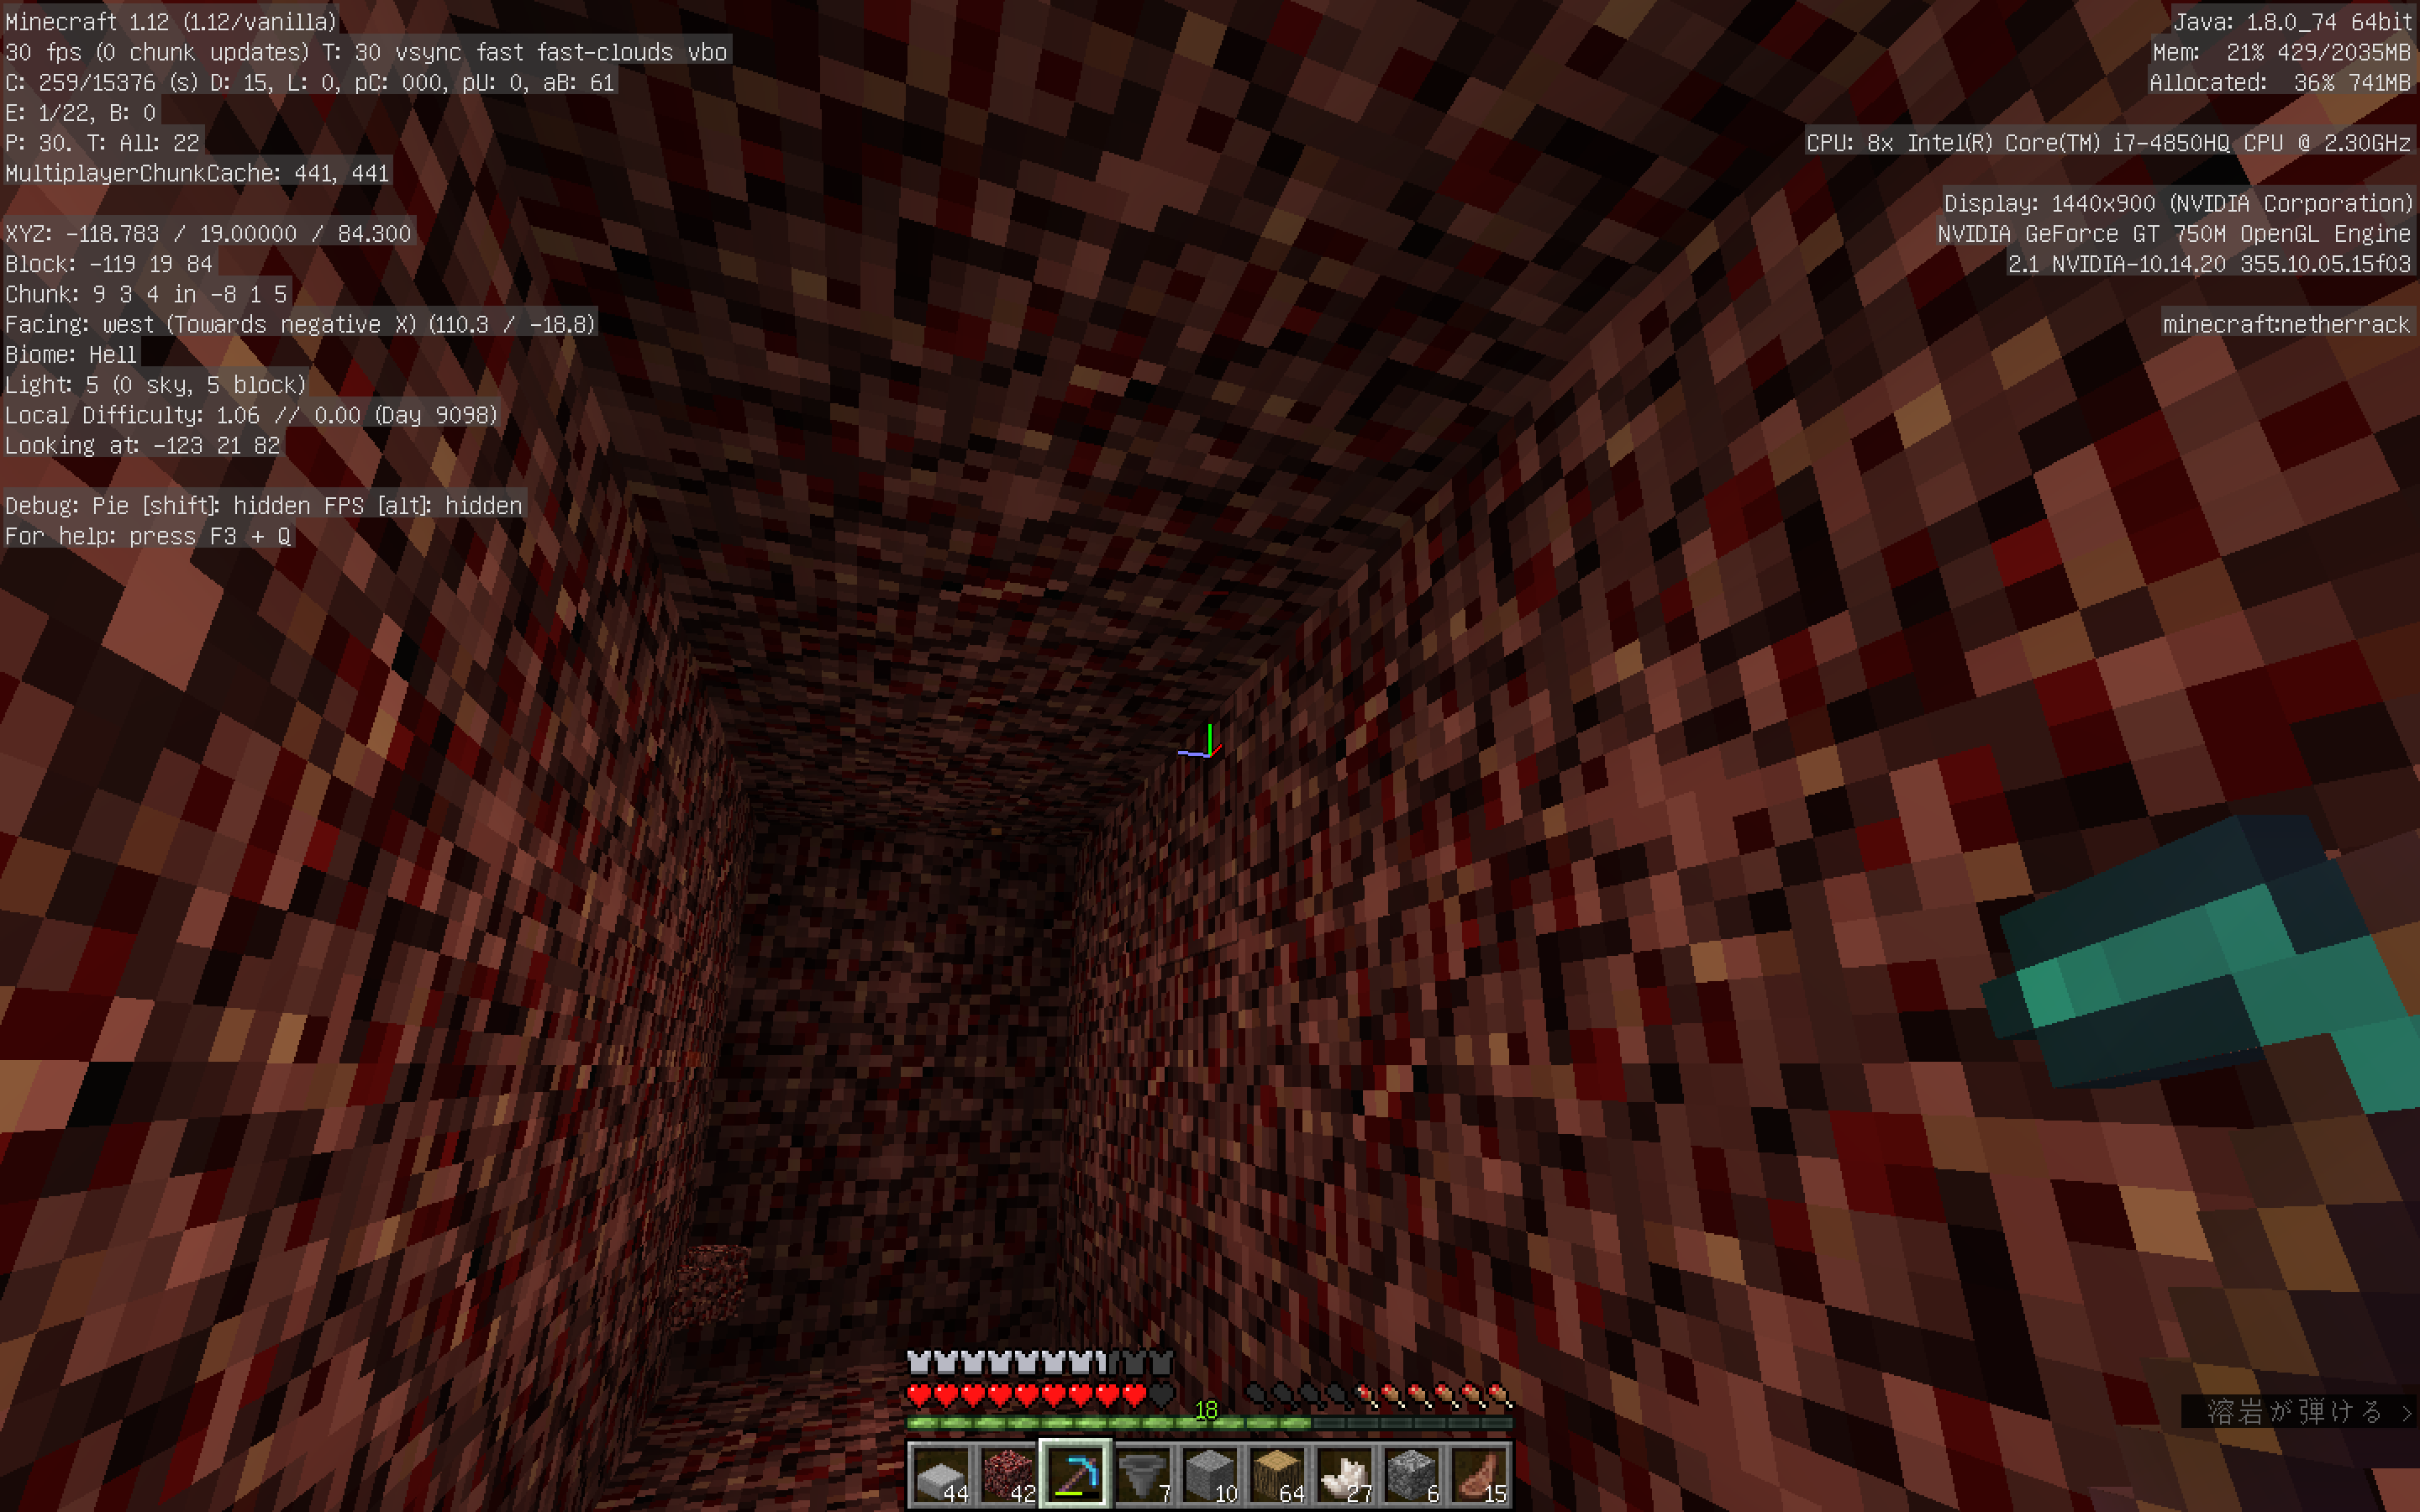 Minecraft 1.12 (1.12/vanilla)
30 fps (0 chunk updates) T: 30 vsync fast fast-clouds vbo
C: 259/15376 (s) D: 15, L: 0, pC: 000, pU: 0, aB: 61
E: 1/22, B: 0
P: 30. T: All: 22
MultiplayerChunkCache: 441, 441
XYZ: -118.783 / 19.00000 / 84.300
Block: -119 19 84
Chunk: 9 3 4 in -8 1 5
Facing: west (Towards negative X) (110.3 / -18.8)
Biome: Hell
Light: 5 (0 sky, 5 block)
Local Difficulty: 1.06 // 0.00 (Day 9098)
Looking at: -123 21 82
Debug: Pie [shift]: hidden FPS [alt]: hidden
For help: press F3 + Q
Java: 1.8.0_74 64bit
Mem: 21% 429/2035MB
Allocated: 36% 741MB
CPU: 8x Intel(R) Core(TM) i7-4850HQ CPU @ 2.30GHz
Display: 1440x900 (NVIDIA Corporation)
NVIDIA GeForce GT 750M OpenGL Engine
2.1 NVIDIA-10.14.20 355.10.05.15f03
minecraft:netherrack
溶岩が弾ける >
18
44 42 7 10 64 27 6 15